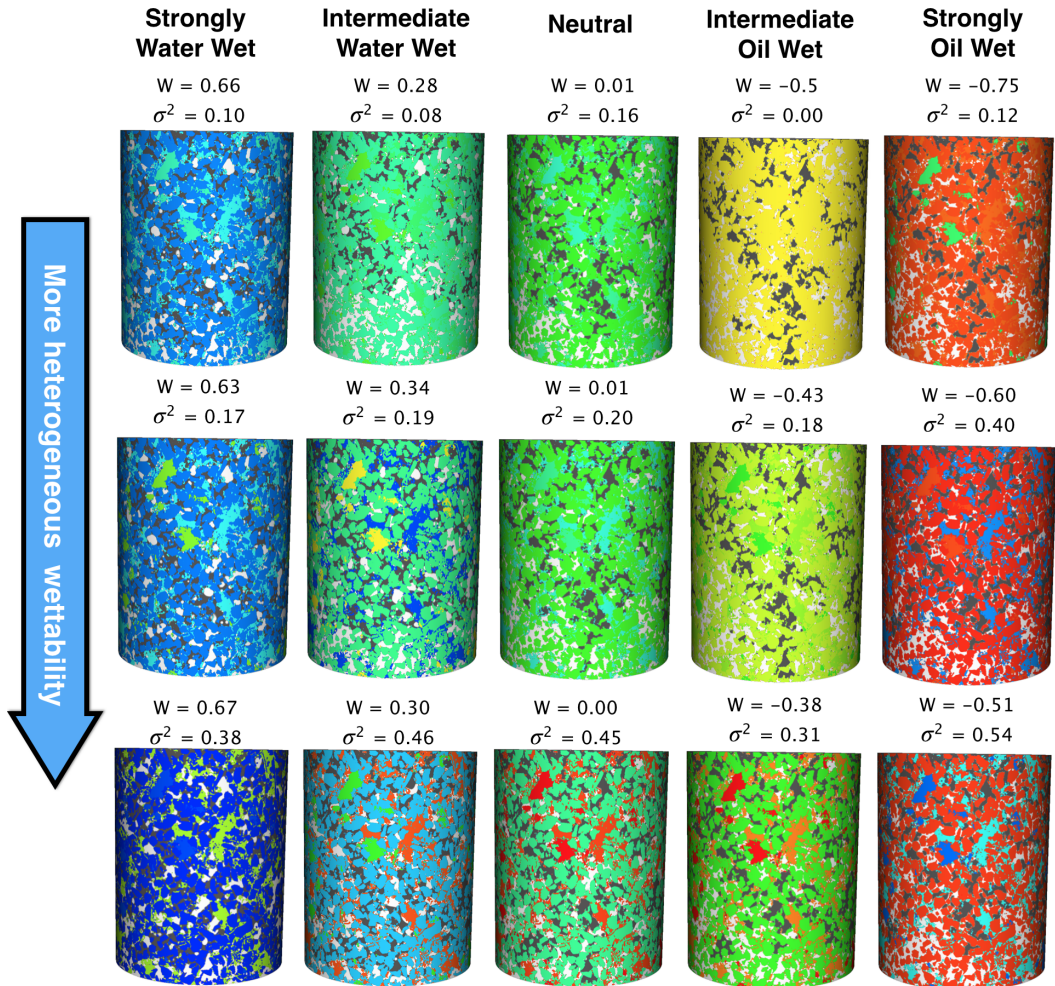 Strongly
Water Wet
Intermediate
Water Wet
Neutral
Intermediate
Oil Wet
Strongly
Oil Wet
W = 0.66
σ² = 0.10
W = 0.28
σ² = 0.08
W = 0.01
σ² = 0.16
W = −0.5
σ² = 0.00
W = −0.75
σ² = 0.12
More heterogeneous wettability
W = 0.63
σ² = 0.17
W = 0.34
σ² = 0.19
W = 0.01
σ² = 0.20
W = −0.43
σ² = 0.18
W = −0.60
σ² = 0.40
W = 0.67
σ² = 0.38
W = 0.30
σ² = 0.46
W = 0.00
σ² = 0.45
W = −0.38
σ² = 0.31
W = −0.51
σ² = 0.54